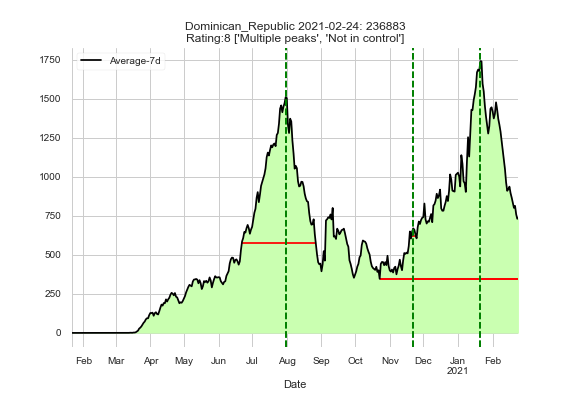 Dominican_Republic 2021-02-24: 236883
Rating:8 ['Multiple peaks', 'Not in control']
Average-7d
1750
1500
1250
1000
750
500
250
0
Feb Mar Apr May Jun Jul Aug Sep Oct Nov Dec Jan Feb
2021
Date